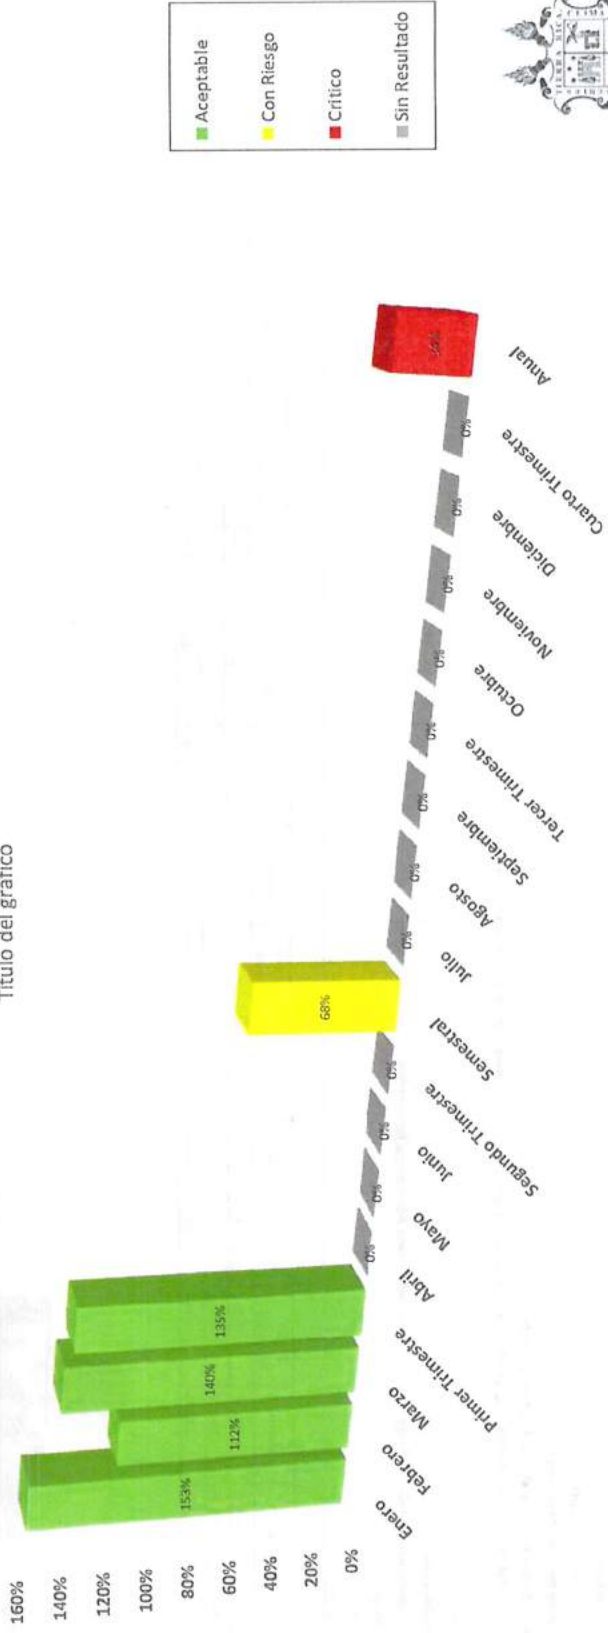 Título del gráfico
160%
140%
120%
100%
80%
60%
40%
20%
0%
153%
112%
140%
135%
0%
0%
0%
0%
68%
0%
0%
0%
0%
0%
0%
0%
0%
Enero
Febrero
Marzo
Primer Trimestre
Abril
Mayo
Junio
Segundo Trimestre
Semestral
Julio
Agosto
Septiembre
Tercer Trimestre
Octubre
Noviembre
Diciembre
Cuarto Trimestre
Anual
Aceptable
Con Riesgo
Crítico
Sin Resultado